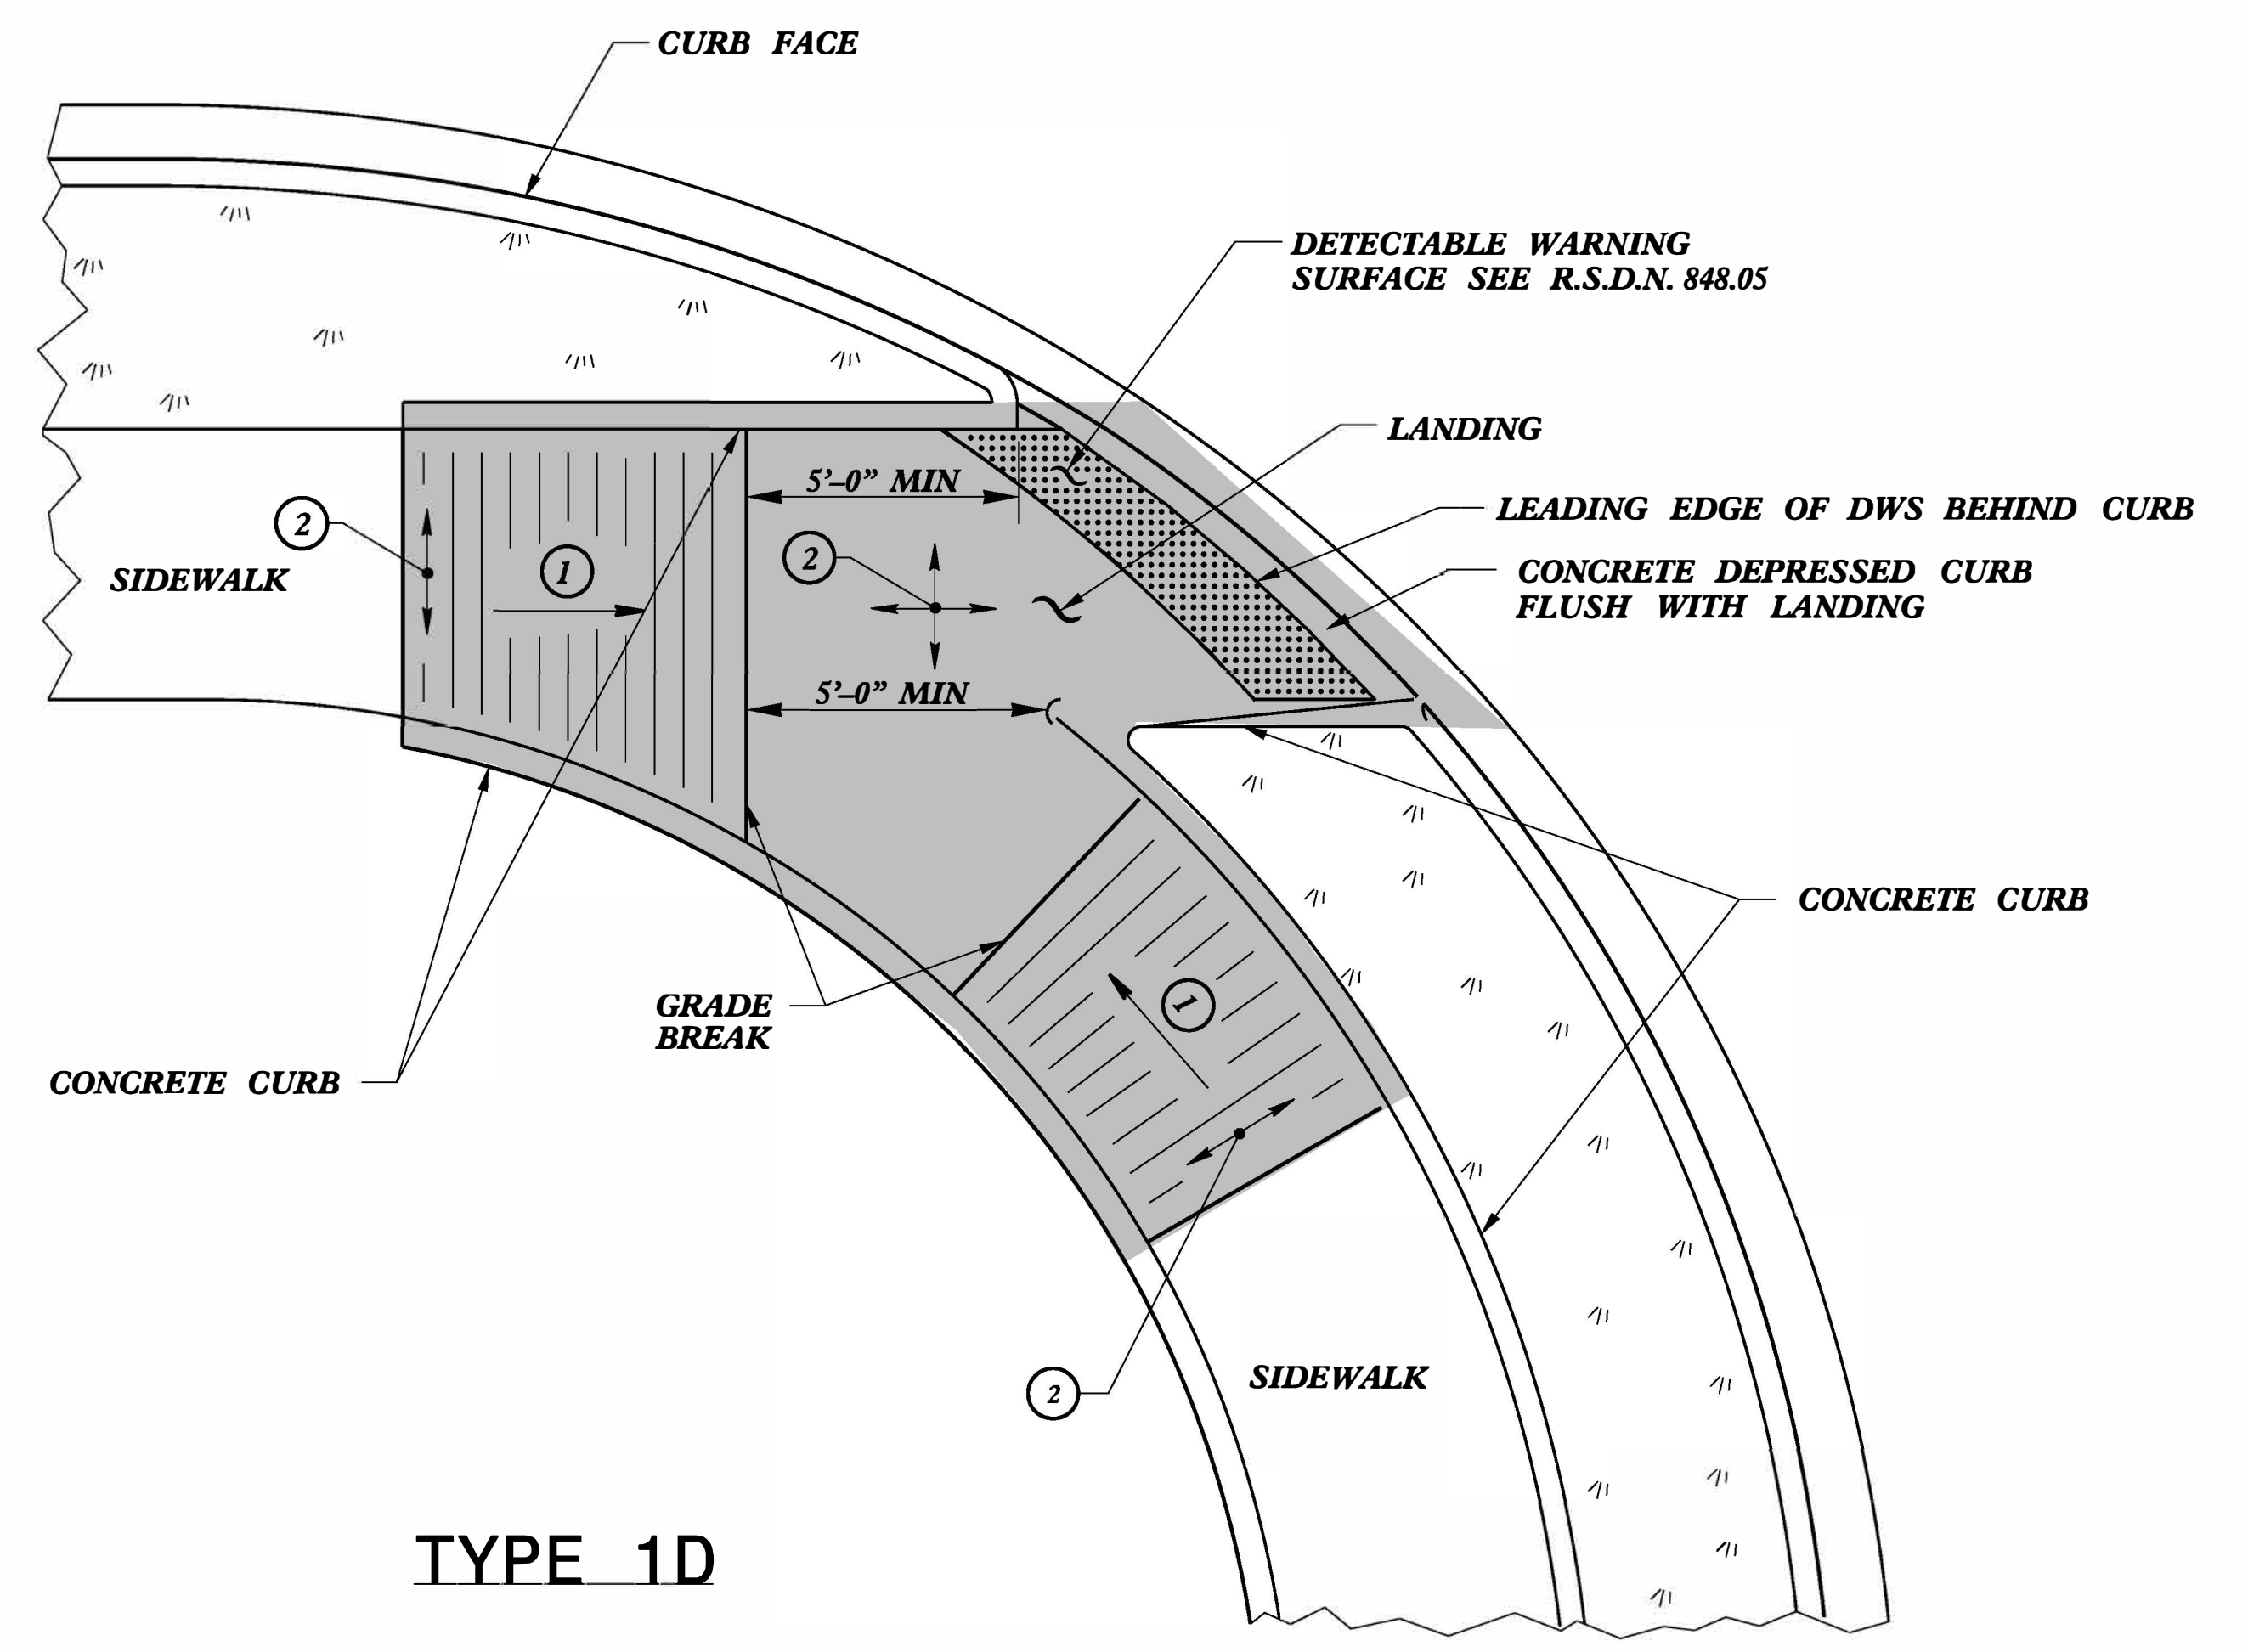 CURB FACE
DETECTABLE WARNING
SURFACE SEE R.S.D.N. 848.05
LANDING
5'–0" MIN
LEADING EDGE OF DWS BEHIND CURB
2
2
1
SIDEWALK
CONCRETE DEPRESSED CURB
FLUSH WITH LANDING
5'–0" MIN
CONCRETE CURB
GRADE
BREAK
1
CONCRETE CURB
2
SIDEWALK
TYPE 1D